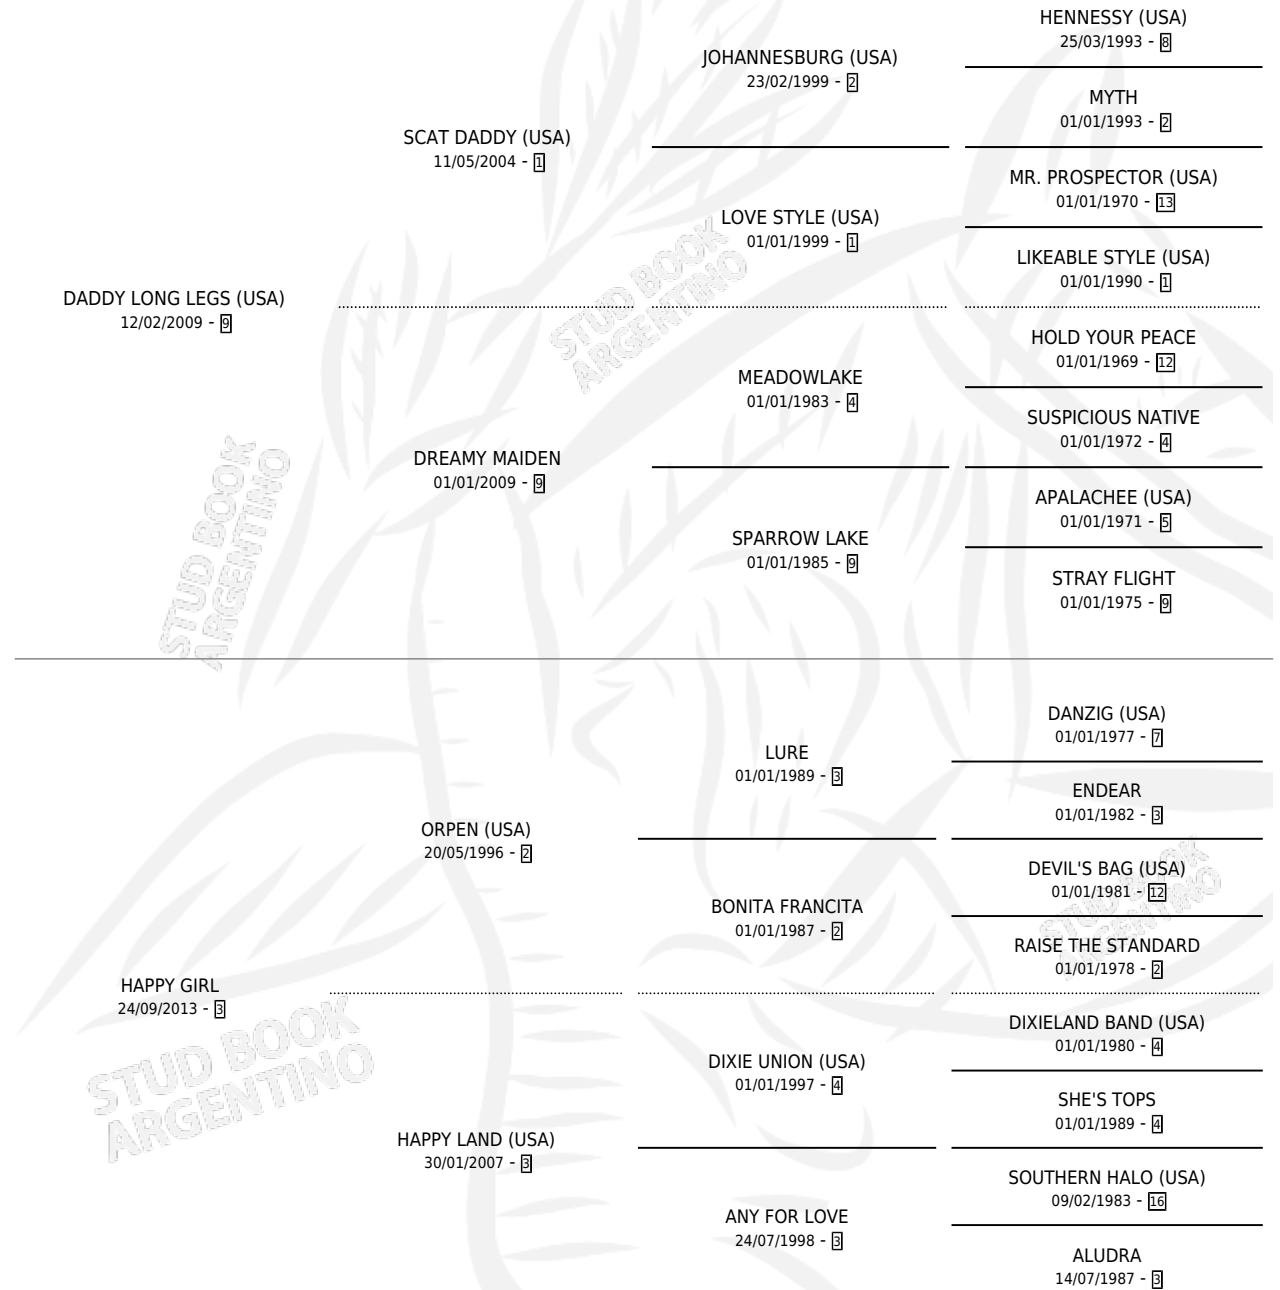 HENNESSY (USA)
25/03/1993 - 8
JOHANNESBURG (USA)
23/02/1999 - 2
MYTH
01/01/1993 - 2
SCAT DADDY (USA)
11/05/2004 - 1
MR. PROSPECTOR (USA)
01/01/1970 - 13
LOVE STYLE (USA)
01/01/1999 - 1
LIKEABLE STYLE (USA)
01/01/1990 - 1
DADDY LONG LEGS (USA)
12/02/2009 - 9
STUD BOOK
ARGENTINO
HOLD YOUR PEACE
01/01/1969 - 12
MEADOWLAKE
01/01/1983 - 4
SUSPICIOUS NATIVE
01/01/1972 - 4
DREAMY MAIDEN
01/01/2009 - 9
APALACHEE (USA)
01/01/1971 - 5
SPARROW LAKE
01/01/1985 - 9
STRAY FLIGHT
01/01/1975 - 9
STUD BOOK
ARGENTINO
DANZIG (USA)
01/01/1977 - 7
LURE
01/01/1989 - 3
ENDEAR
01/01/1982 - 3
ORPEN (USA)
20/05/1996 - 2
DEVIL'S BAG (USA)
01/01/1981 - 12
BONITA FRANCITA
01/01/1987 - 2
RAISE THE STANDARD
01/01/1978 - 2
STUD BOOK
ARGENTINO
HAPPY GIRL
24/09/2013 - 3
DIXIELAND BAND (USA)
01/01/1980 - 4
DIXIE UNION (USA)
01/01/1997 - 4
SHE'S TOPS
01/01/1989 - 4
STUD BOOK
ARGENTINO
HAPPY LAND (USA)
30/01/2007 - 3
SOUTHERN HALO (USA)
09/02/1983 - 16
ANY FOR LOVE
24/07/1998 - 3
ALUDRA
14/07/1987 - 3